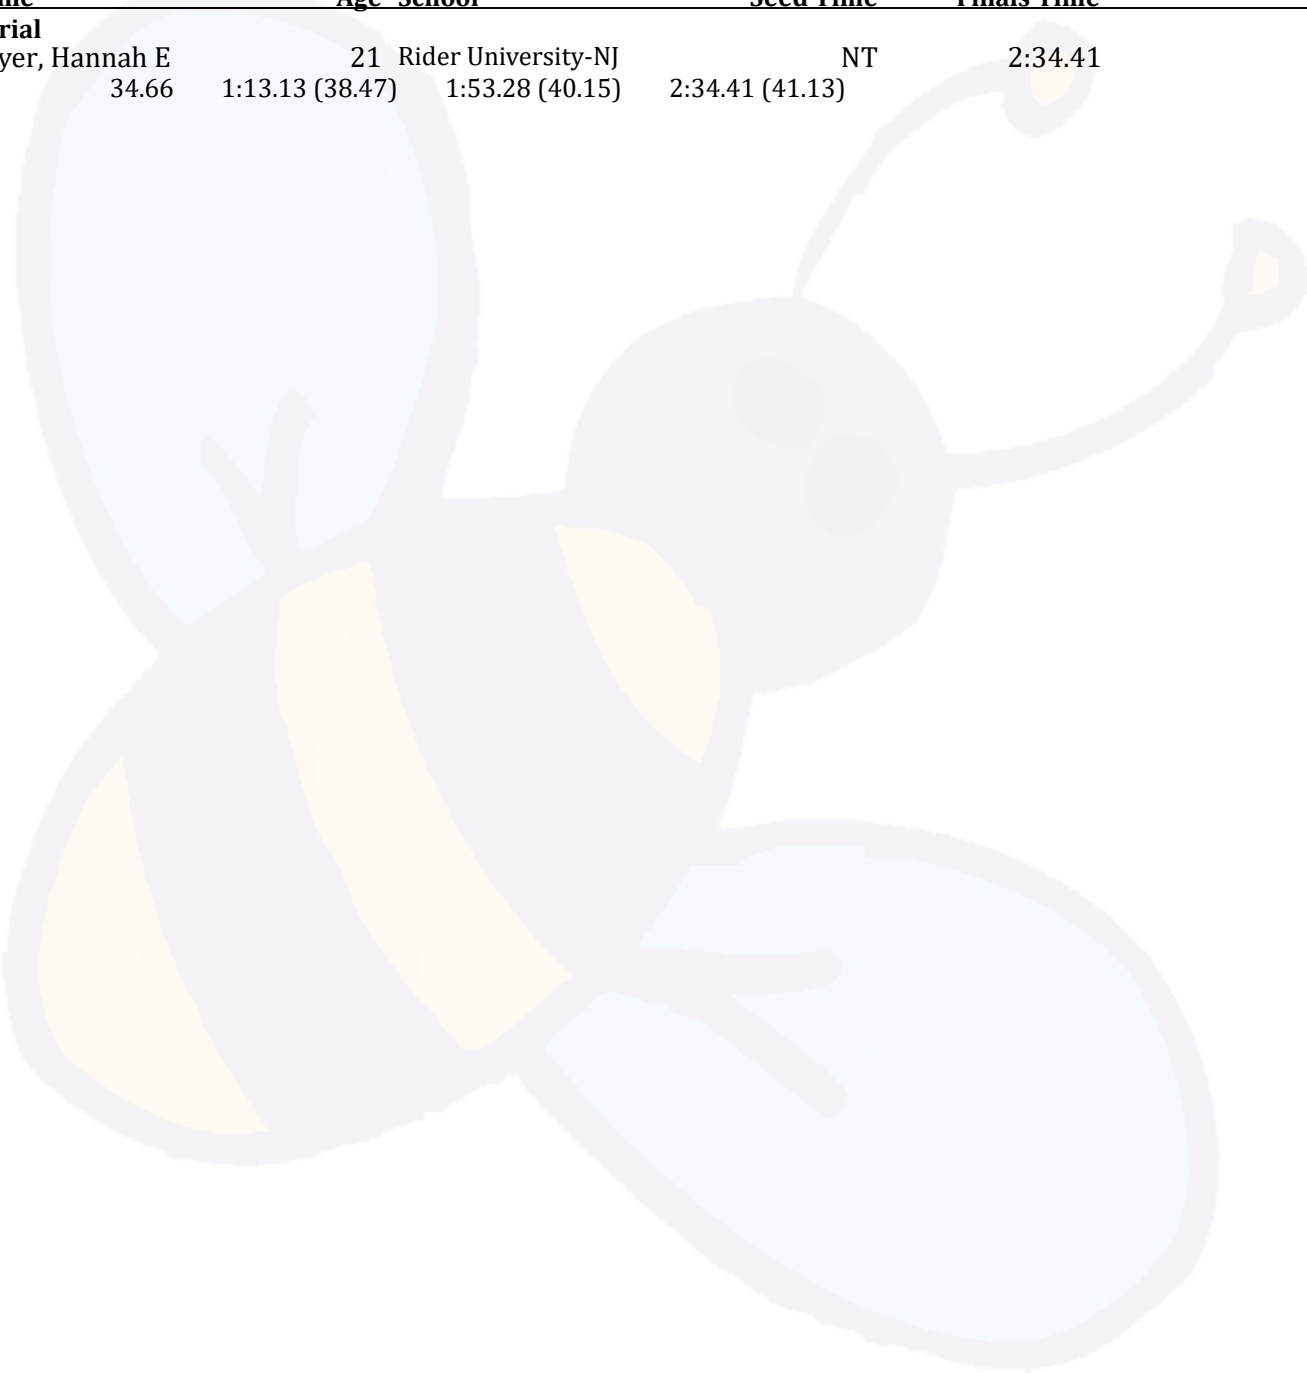 Age School Seed Time Finals Time
yer, Hannah E 21 Rider University-NJ NT 2:34.41
34.66 1:13.13 (38.47) 1:53.28 (40.15) 2:34.41 (41.13)